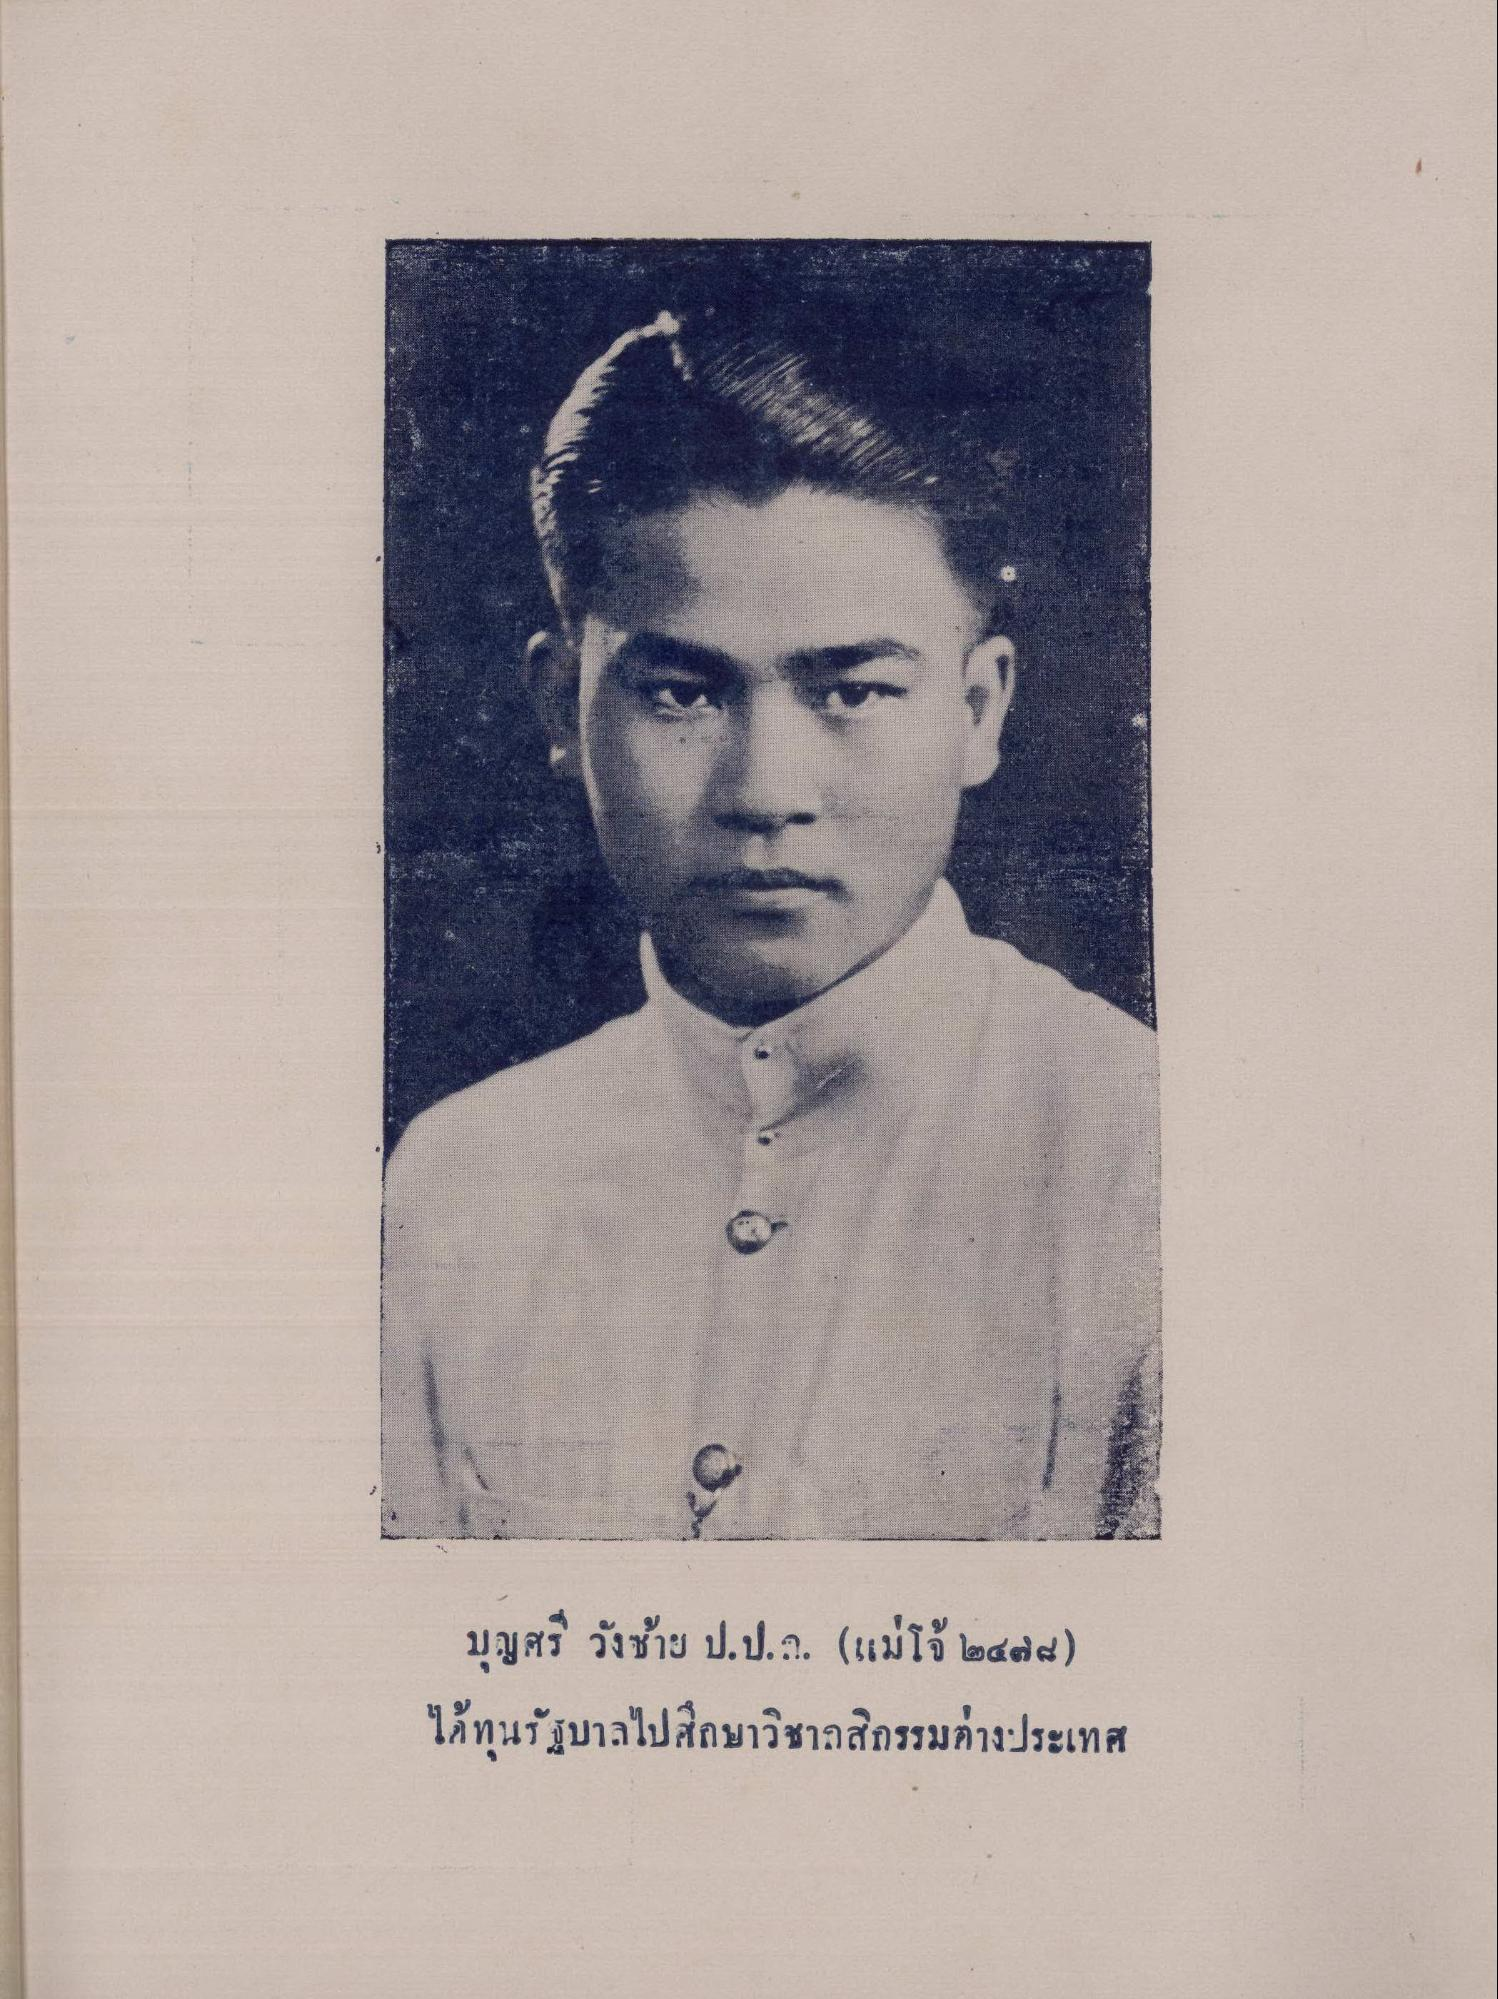 บุญศรี วังซ้าย ป.ป.ก. (แม่โจ้ ๒๔๗๘)
ได้ทุนรัฐบาลไปศึกษาวิชากสิกรรมต่างประเทศ